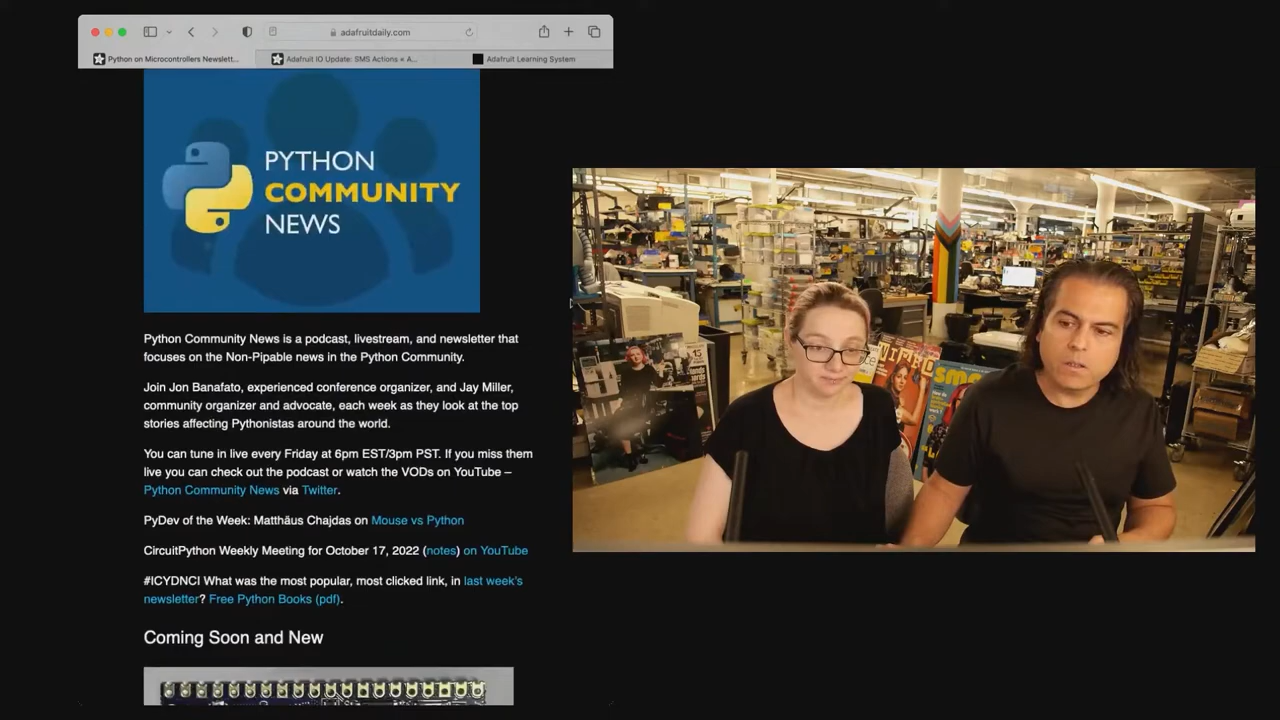 adafruitdaily.com
Python on Microcontrollers Newslett...
Adafruit IO Update: SMS Actions × A...
Adafruit Learning System
PYTHON
COMMUNITY
NEWS
Python Community News is a podcast, livestream, and newsletter that
focuses on the Non-Pipable news in the Python Community.
Join Jon Banafato, experienced conference organizer, and Jay Miller,
community organizer and advocate, each week as they look at the top
stories affecting Pythonistas around the world.
You can tune in live every Friday at 6pm EST/3pm PST. If you miss them
live you can check out the podcast or watch the VODs on YouTube –
Python Community News via Twitter.
PyDev of the Week: Matthäus Chajdas on Mouse vs Python
CircuitPython Weekly Meeting for October 17, 2022 (notes) on YouTube
#ICYDNCI What was the most popular, most clicked link, in last week's
newsletter? Free Python Books (pdf).
Coming Soon and New
WIRED